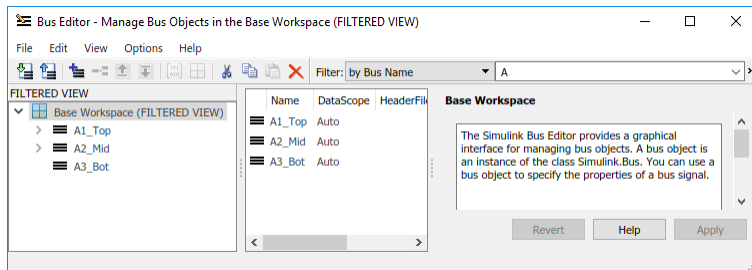 Bus Editor - Manage Bus Objects in the Base Workspace (FILTERED VIEW)
File Edit View Options Help
Filter: by Bus Name A
FILTERED VIEW
Base Workspace (FILTERED VIEW)
A1_Top
A2_Mid
A3_Bot
Name DataScope HeaderFil
A1_Top Auto
A2_Mid Auto
A3_Bot Auto
Base Workspace
The Simulink Bus Editor provides a graphical
interface for managing bus objects. A bus object is
an instance of the class Simulink.Bus. You can use a
bus object to specify the properties of a bus signal.
Revert Help Apply